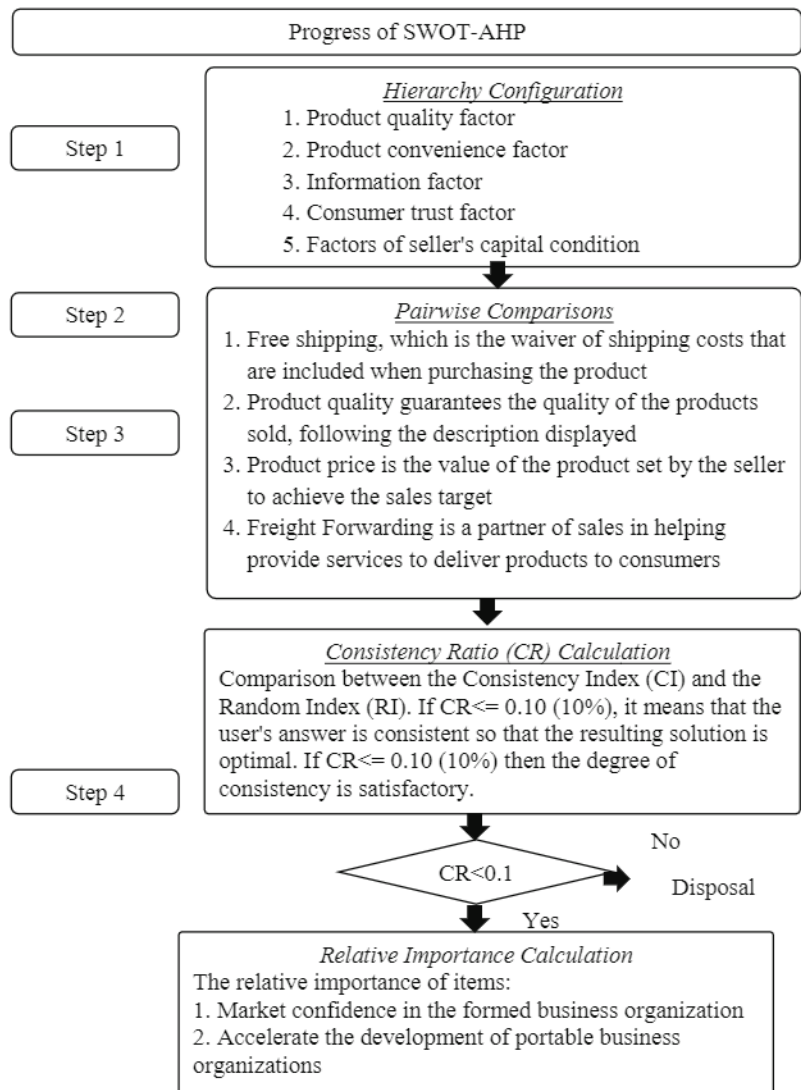 Progress of SWOT-AHP
Hierarchy Configuration
1. Product quality factor
Step 1
2. Product convenience factor
3. Information factor
4. Consumer trust factor
5. Factors of seller's capital condition
Step 2
Pairwise Comparisons
1. Free shipping, which is the waiver of shipping costs that
are included when purchasing the product
2. Product quality guarantees the quality of the products
Step 3
sold, following the description displayed
3. Product price is the value of the product set by the seller
to achieve the sales target
4. Freight Forwarding is a partner of sales in helping
provide services to deliver products to consumers
Consistency Ratio (CR) Calculation
Comparison between the Consistency Index (CI) and the
Random Index (RI). If CR<= 0.10 (10%), it means that the
user's answer is consistent so that the resulting solution is
optimal. If CR<= 0.10 (10%) then the degree of
Step 4
consistency is satisfactory.
No
CR<0.1
Disposal
Yes
Relative Importance Calculation
The relative importance of items:
1. Market confidence in the formed business organization
2. Accelerate the development of portable business
organizations